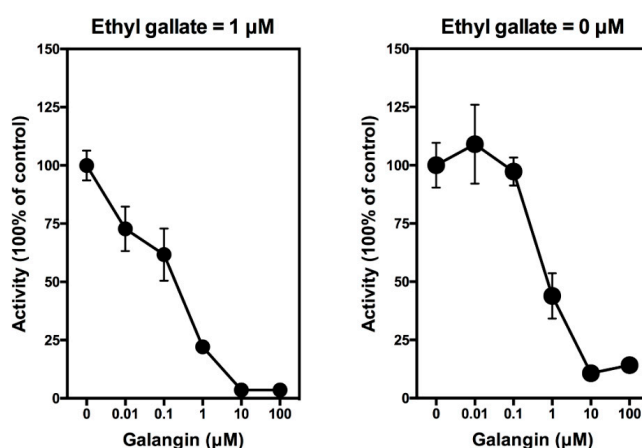 Ethyl gallate = 1 μM
150
125
100
75
50
25
0
Activity (100% of control)
0 0.01 0.1 1 10 100
Galangin (μM)
Ethyl gallate = 0 μM
150
125
100
75
50
25
0
Activity (100% of control)
0 0.01 0.1 1 10 100
Galangin (μM)